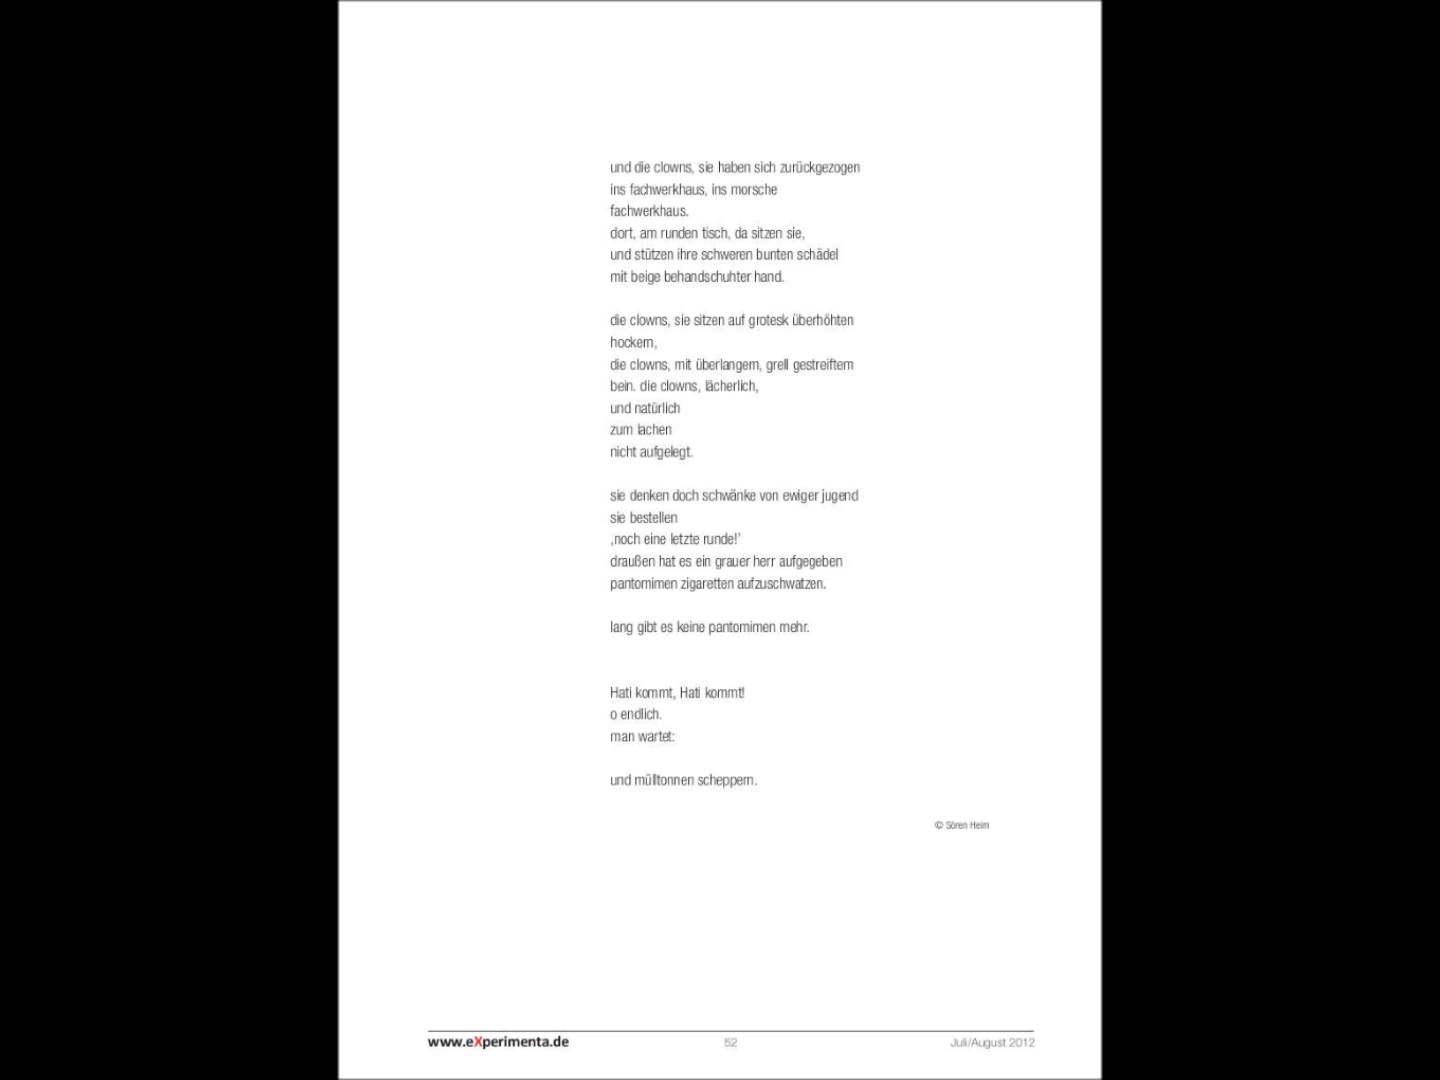 und die clowns, sie haben sich zurückgezogen
ins fachwerkhaus, ins morsche
fachwerkhaus.
dort, am runden tisch, da sitzen sie,
und stützen ihre schweren bunten schädel
mit beige behandschuhter hand.
die clowns, sie sitzen auf grotesk überhöhten
hockern,
die clowns, mit überlangem, grell gestreiftem
bein. die clowns, lächerlich,
und natürlich
zum lachen
nicht aufgelegt.
sie denken doch schwänke von ewiger jugend
sie bestellen
‚noch eine letzte runde!’
draußen hat es ein grauer herr aufgegeben
pantomimen zigaretten aufzuschwatzen.
lang gibt es keine pantomimen mehr.
Hati kommt, Hati kommt!
o endlich.
man wartet:
und mülltonnen scheppern.
© Sören Heim
www.eXperimenta.de 52 Juli/August 2012